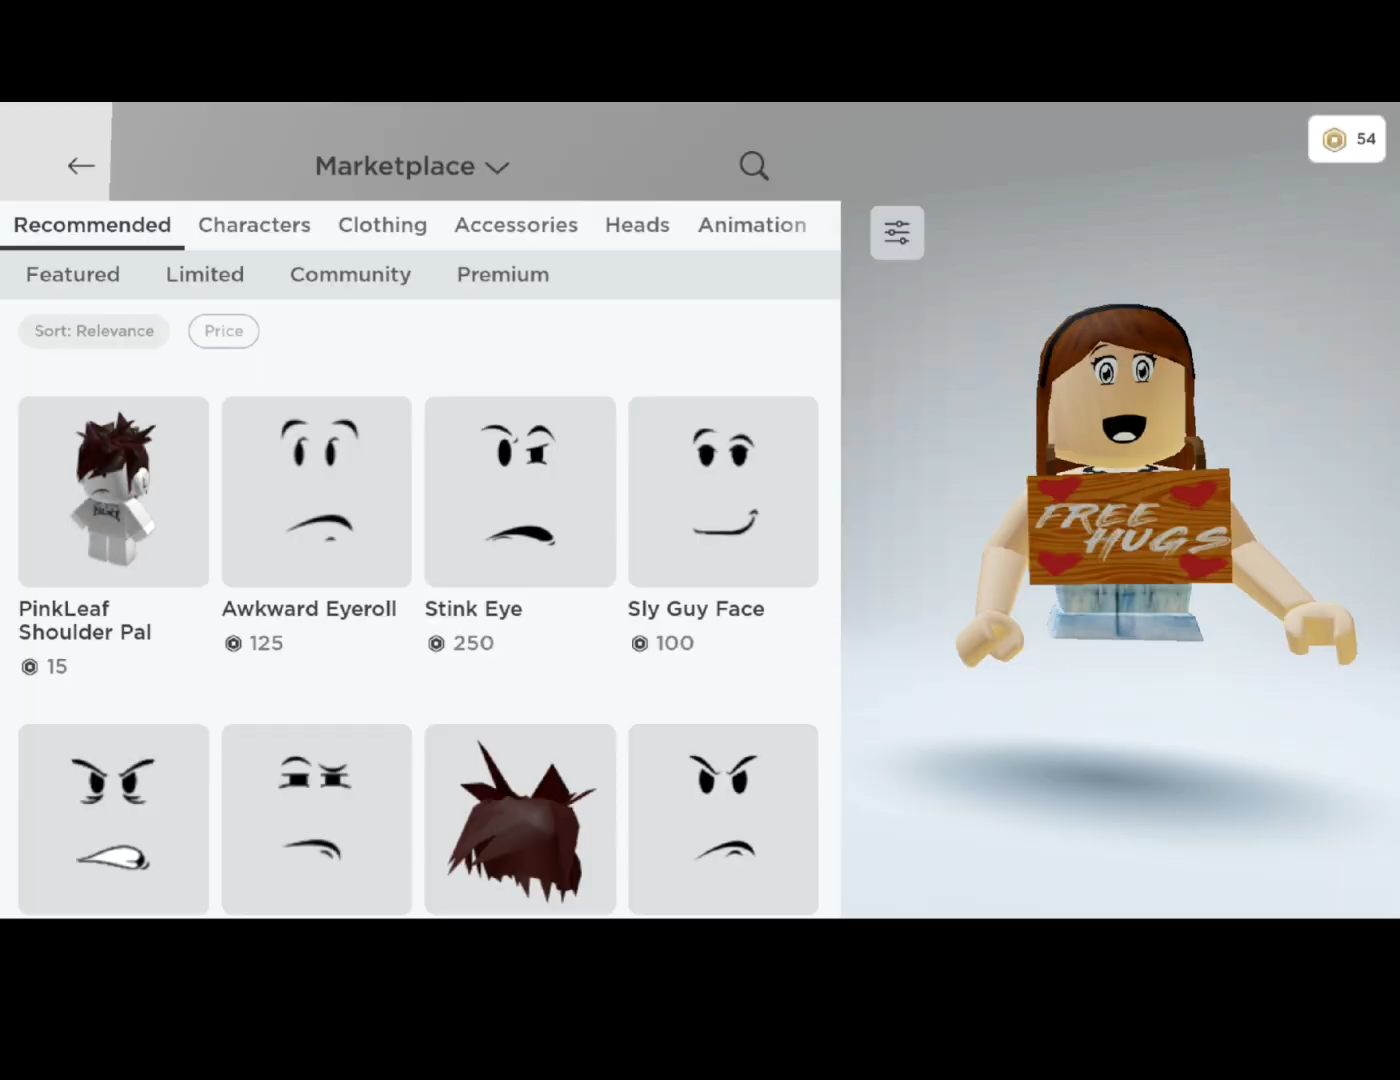 54
Marketplace
Recommended Characters Clothing Accessories Heads Animation
Featured Limited Community Premium
Sort: Relevance Price
PinkLeaf
Shoulder Pal
15
Awkward Eyeroll
125
Stink Eye
250
Sly Guy Face
100
FREE
HUGS